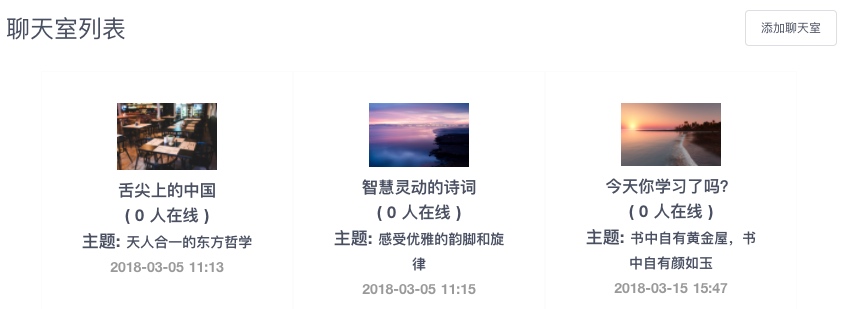 聊天室列表
添加聊天室
舌尖上的中国
( 0 人在线 )
主题: 天人合一的东方哲学
2018-03-05 11:13
智慧灵动的诗词
( 0 人在线 )
主题: 感受优雅的韵脚和旋
律
2018-03-05 11:15
今天你学习了吗?
( 0 人在线 )
主题: 书中自有黄金屋，书
中自有颜如玉
2018-03-15 15:47